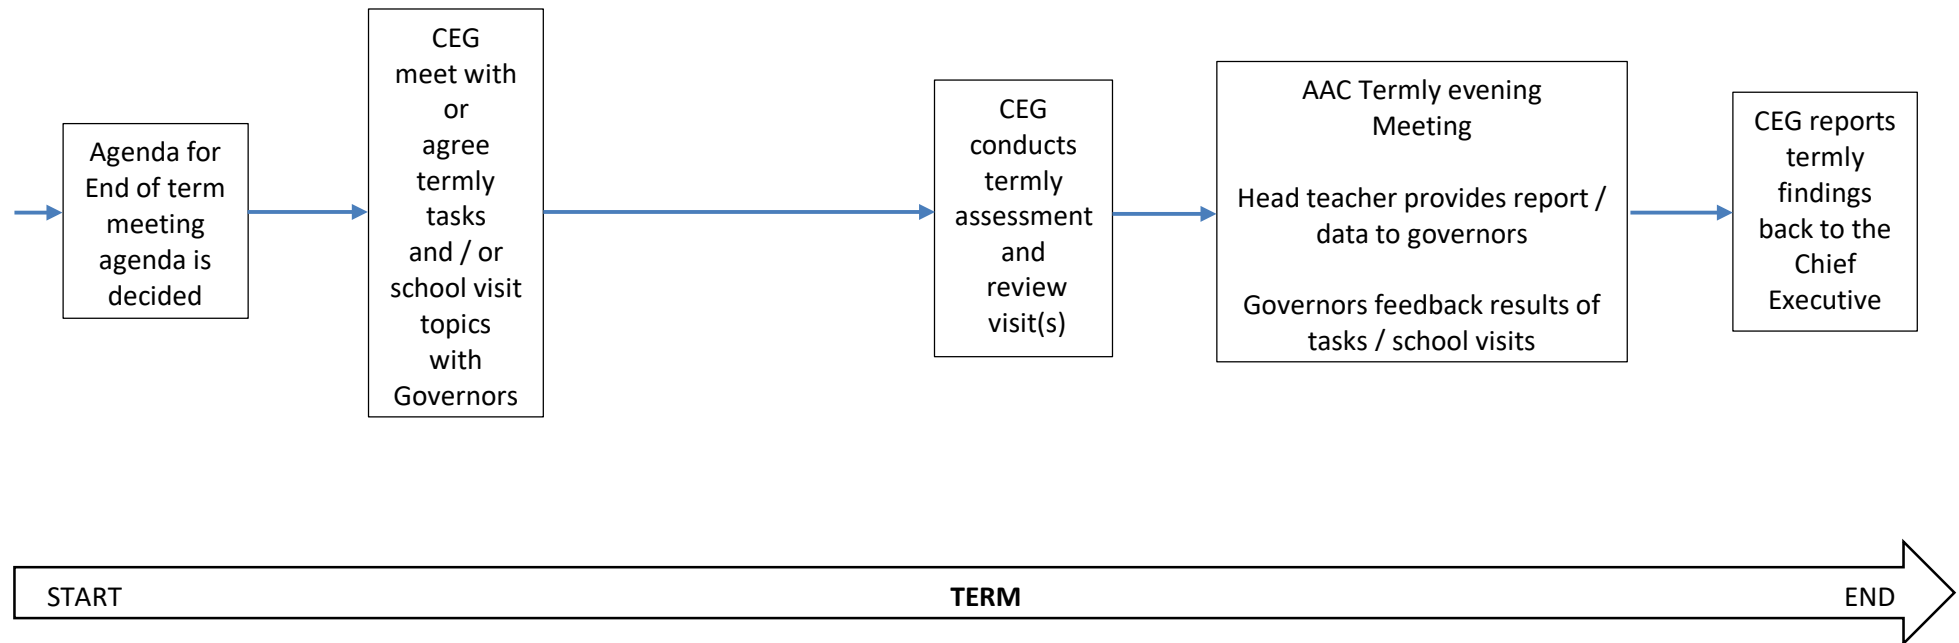 Agenda for
End of term
meeting
agenda is
decided
CEG
meet with
or
agree
termly
tasks
and / or
school visit
topics
with
Governors
CEG
conducts
termly
assessment
and
review
visit(s)
AAC Termly evening
Meeting
Head teacher provides report /
data to governors
Governors feedback results of
tasks / school visits
CEG reports
termly
findings
back to the
Chief
Executive
START
TERM
END